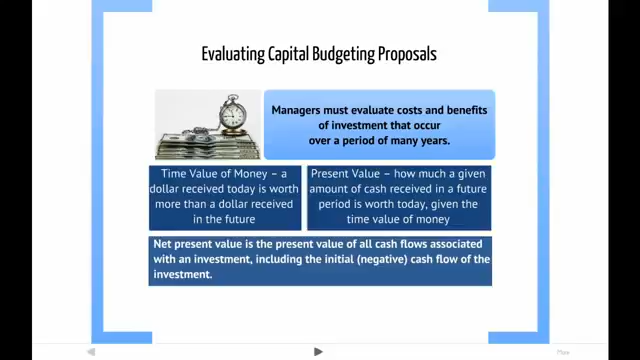 Evaluating Capital Budgeting Proposals
Managers must evaluate costs and benefits
of investment that occur
over a period of many years.
Time Value of Money – a
dollar received today is worth
more than a dollar received
in the future
Present Value – how much a given
amount of cash received in a future
period is worth today, given the
time value of money
Net present value is the present value of all cash flows associated
with an investment, including the initial (negative) cash flow of the
investment.
More